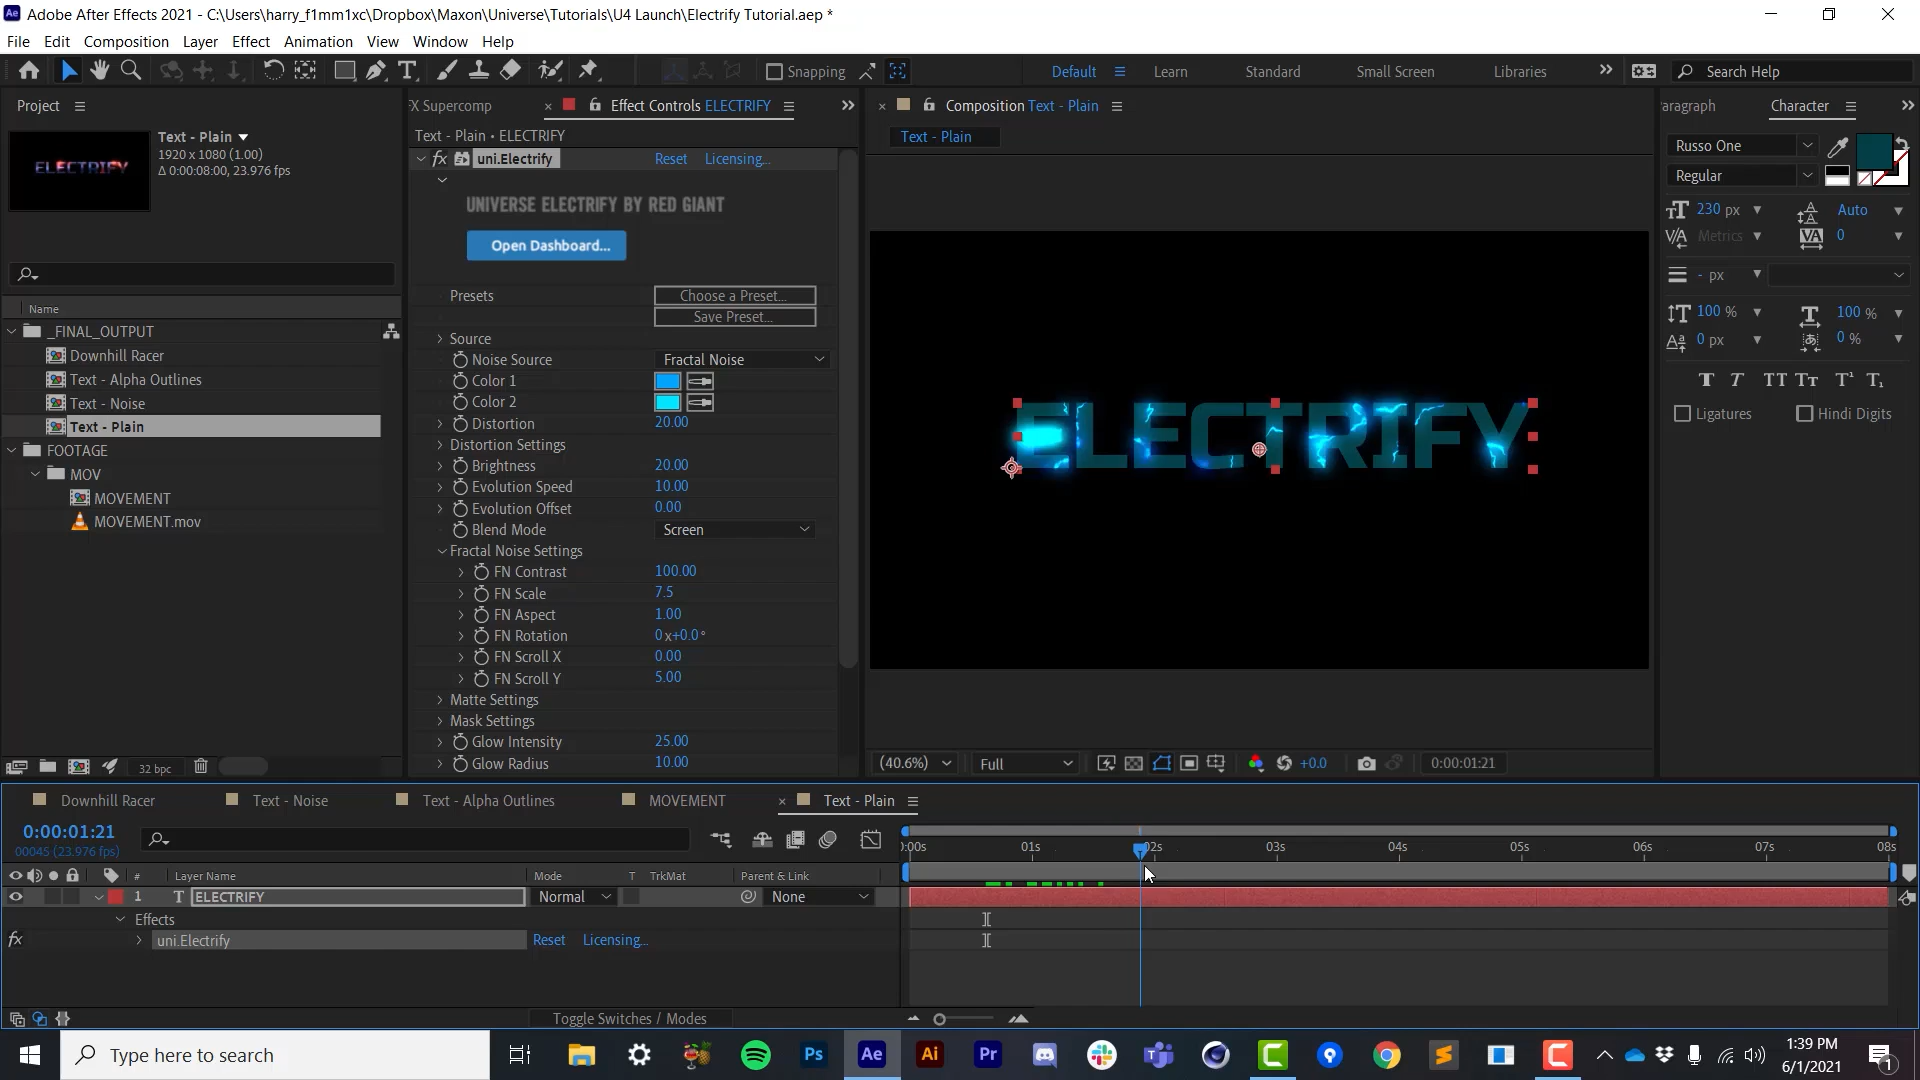 Adobe After Effects 2021 - C:\Users\harry_f1mm1xc\Dropbox\Maxon\Universe\Tutorials\U4 Launch\Electrify Tutorial.aep *
File Edit Composition Layer Effect Animation View Window Help
Snapping
Default Learn Standard Small Screen Libraries
Search Help
Project
Text - Plain
1920 x 1080 (1.00)
Δ 0:00:08:00, 23.976 fps
ELECTRIFY
Name
_FINAL_OUTPUT
Downhill Racer
Text - Alpha Outlines
Text - Noise
Text - Plain
FOOTAGE
MOV
MOVEMENT
MOVEMENT.mov
32 bpc
FX Supercomp
Effect Controls ELECTRIFY
Text - Plain • ELECTRIFY
fx uni.Electrify Reset Licensing...
UNIVERSE ELECTRIFY BY RED GIANT
Open Dashboard...
Presets Choose a Preset...
Save Preset...
Source
Noise Source Fractal Noise
Color 1
Color 2
Distortion 20.00
Distortion Settings
Brightness 20.00
Evolution Speed 10.00
Evolution Offset 0.00
Blend Mode Screen
Fractal Noise Settings
FN Contrast 100.00
FN Scale 7.5
FN Aspect 1.00
FN Rotation 0x+0.0°
FN Scroll X 0.00
FN Scroll Y 5.00
Matte Settings
Mask Settings
Glow Intensity 25.00
Glow Radius 10.00
Composition Text - Plain
Text - Plain
ELECTRIFY
(40.6%) Full +0.0 0:00:01:21
aragraph Character
Russo One
Regular
230 px Auto
Metrics 0
- px
100 % 100 %
0 px 0 %
T T TT Tt T¹ T₁
Ligatures Hindi Digits
Downhill Racer Text - Noise Text - Alpha Outlines MOVEMENT Text - Plain
0:00:01:21
00045 (23.976 fps)
:00s 01s 02s 03s 04s 05s 06s 07s 08s
# Layer Name Mode T TrkMat Parent & Link
1 T ELECTRIFY Normal None
Effects
fx uni.Electrify Reset Licensing...
Toggle Switches / Modes
Type here to search
Ps Ae Ai Pr
1:39 PM
6/1/2021
1